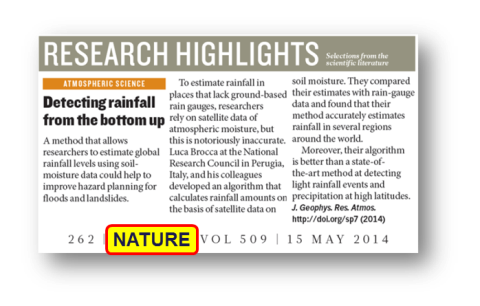 RESEARCH HIGHLIGHTS Selections from the
scientific literature
ATMOSPHERIC SCIENCE
Detecting rainfall
from the bottom up
A method that allows
researchers to estimate global
rainfall levels using soil-
moisture data could help to
improve hazard planning for
floods and landslides.
To estimate rainfall in
places that lack ground-based
rain gauges, researchers
rely on satellite data of
atmospheric moisture, but
this is notoriously inaccurate.
Luca Brocca at the National
Research Council in Perugia,
Italy, and his colleagues
developed an algorithm that
calculates rainfall amounts on
the basis of satellite data on
soil moisture. They compared
their estimates with rain-gauge
data and found that their
method accurately estimates
rainfall in several regions
around the world.
Moreover, their algorithm
is better than a state-of-
the-art method at detecting
light rainfall events and
precipitation at high latitudes.
J. Geophys. Res. Atmos.
http://doi.org/sp7 (2014)
262 | NATURE | VOL 509 | 15 MAY 2014